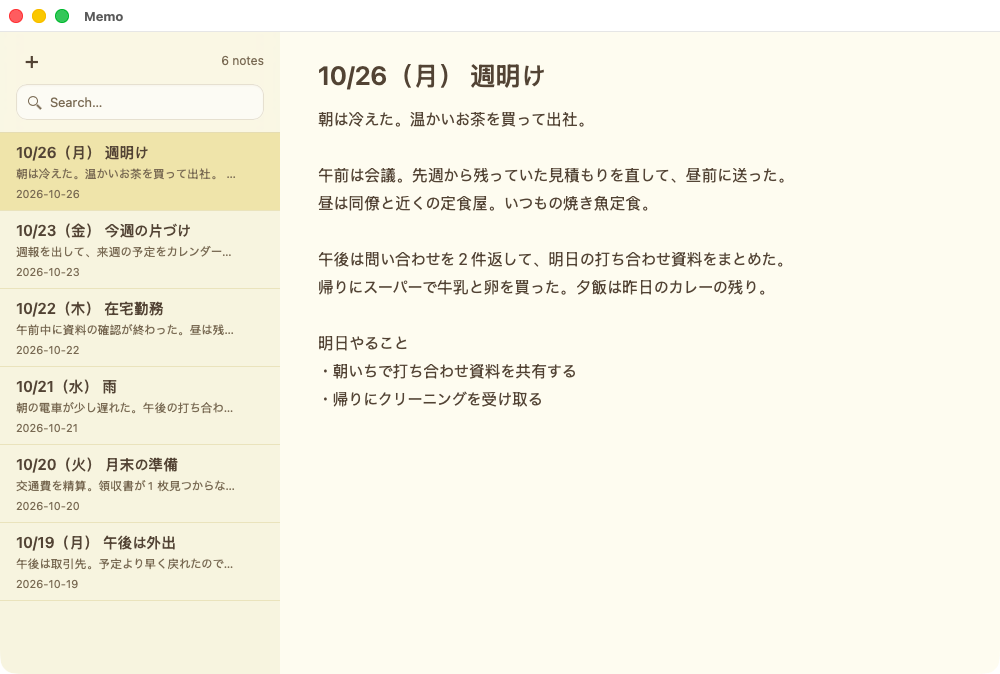 Memo
+
6 notes
Search...
10/26（月） 週明け
朝は冷えた。温かいお茶を買って出社。 ...
2026-10-26
10/23（金） 今週の片づけ
週報を出して、来週の予定をカレンダー...
2026-10-23
10/22（木） 在宅勤務
午前中に資料の確認が終わった。昼は残...
2026-10-22
10/21（水） 雨
朝の電車が少し遅れた。午後の打ち合わ...
2026-10-21
10/20（火） 月末の準備
交通費を精算。領収書が１枚見つからな...
2026-10-20
10/19（月） 午後は外出
午後は取引先。予定より早く戻れたので...
2026-10-19
10/26（月） 週明け
朝は冷えた。温かいお茶を買って出社。
午前は会議。先週から残っていた見積もりを直して、昼前に送った。
昼は同僚と近くの定食屋。いつもの焼き魚定食。
午後は問い合わせを２件返して、明日の打ち合わせ資料をまとめた。
帰りにスーパーで牛乳と卵を買った。夕飯は昨日のカレーの残り。
明日やること
・朝いちで打ち合わせ資料を共有する
・帰りにクリーニングを受け取る